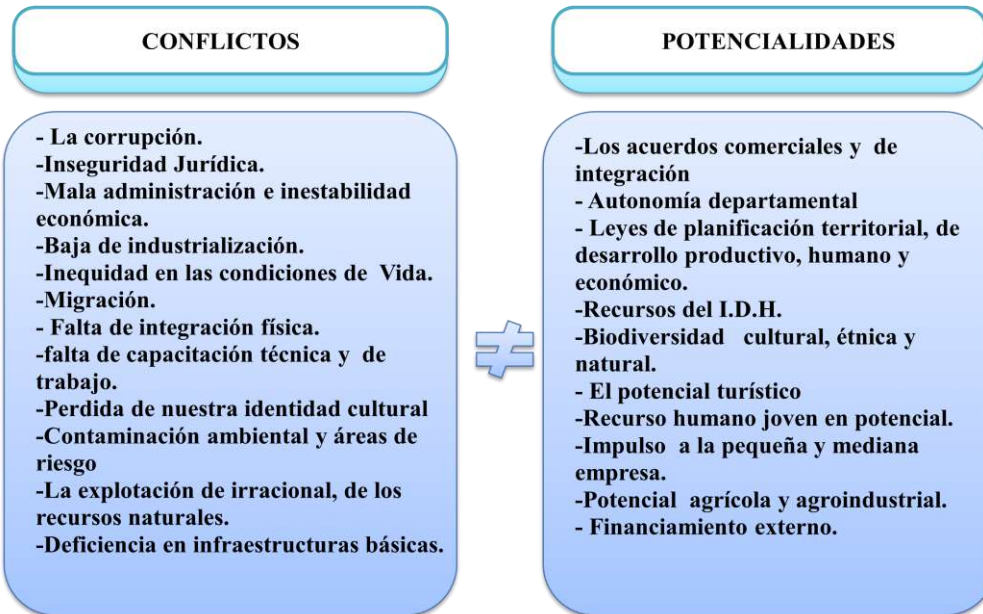 CONFLICTOS
- La corrupción.
-Inseguridad Jurídica.
-Mala administración e inestabilidad
económica.
-Baja de industrialización.
-Inequidad en las condiciones de Vida.
-Migración.
- Falta de integración física.
-falta de capacitación técnica y de
trabajo.
-Perdida de nuestra identidad cultural
-Contaminación ambiental y áreas de
riesgo
-La explotación de irracional, de los
recursos naturales.
-Deficiencia en infraestructuras básicas.
≠
POTENCIALIDADES
-Los acuerdos comerciales y de
integración
- Autonomía departamental
- Leyes de planificación territorial, de
desarrollo productivo, humano y
económico.
-Recursos del I.D.H.
-Biodiversidad cultural, étnica y
natural.
- El potencial turístico
-Recurso humano joven en potencial.
-Impulso a la pequeña y mediana
empresa.
-Potencial agrícola y agroindustrial.
- Financiamiento externo.